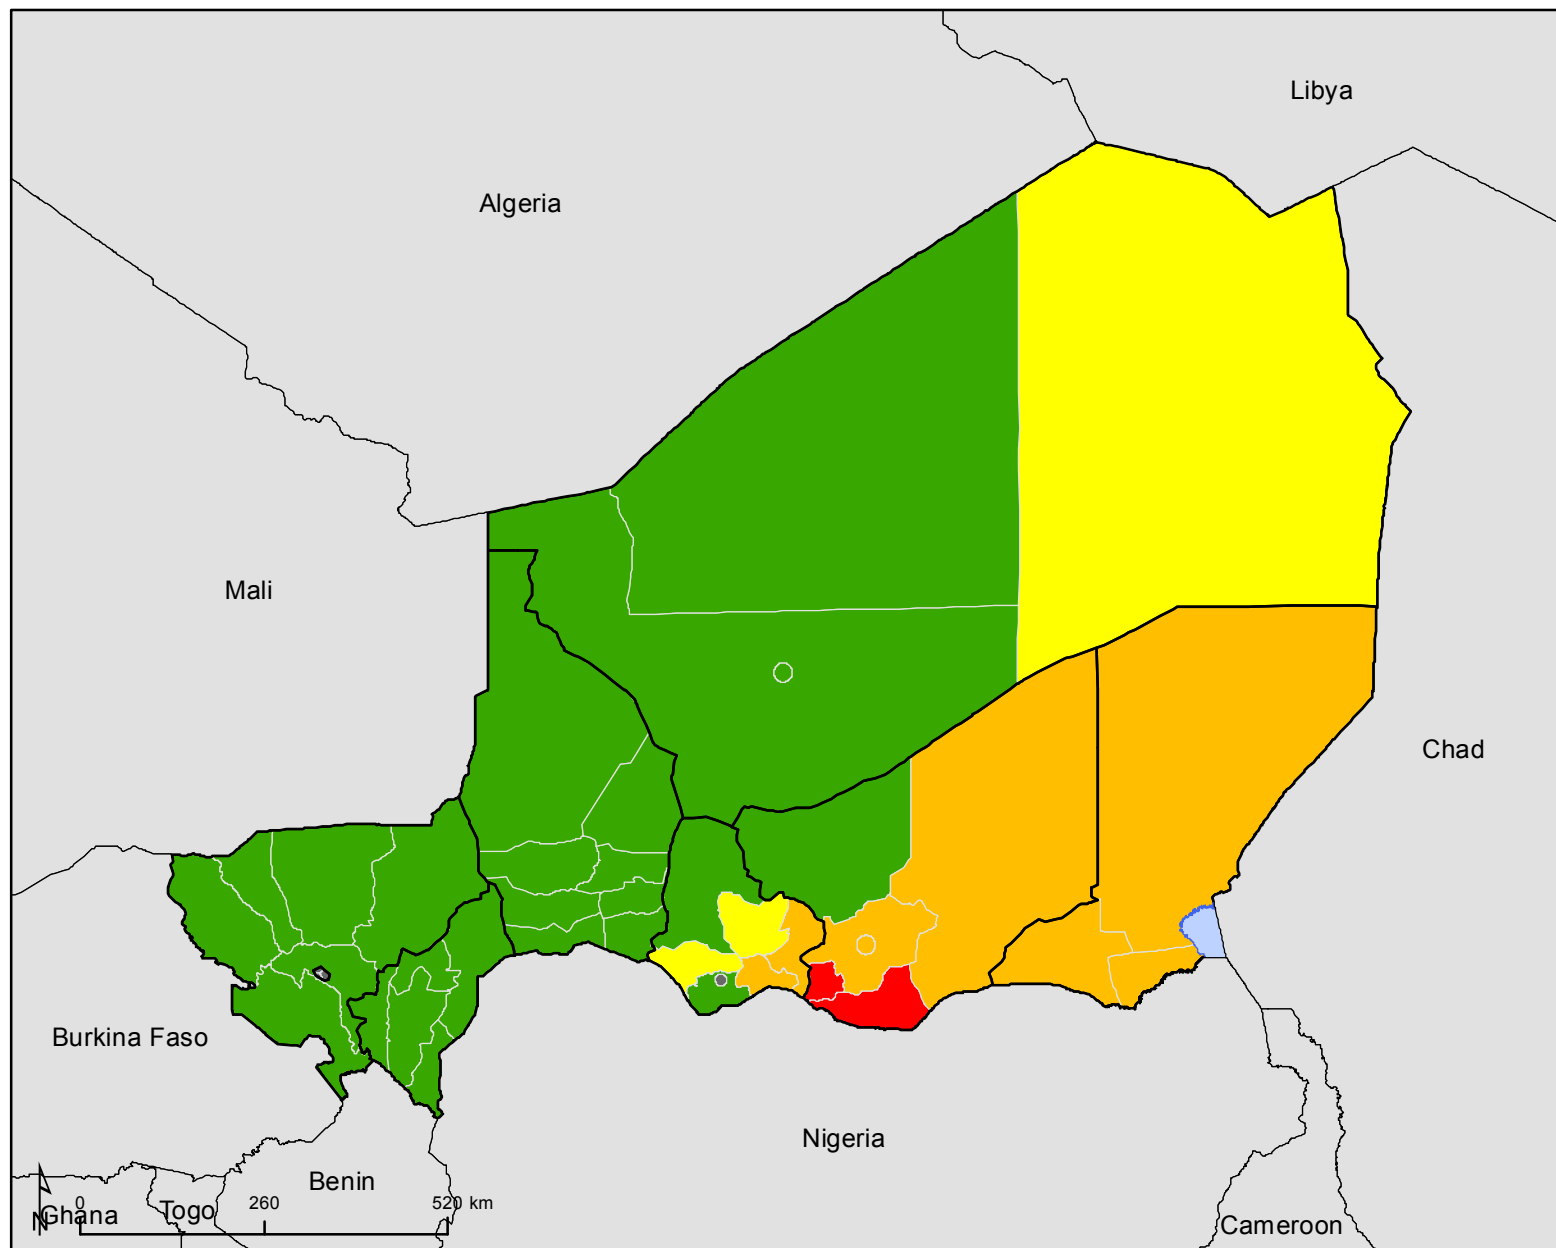 Libya
Algeria
Mali
Chad
Burkina Faso
Nigeria
Benin
0 260 520 km
N
Ghana
Togo
Cameroon